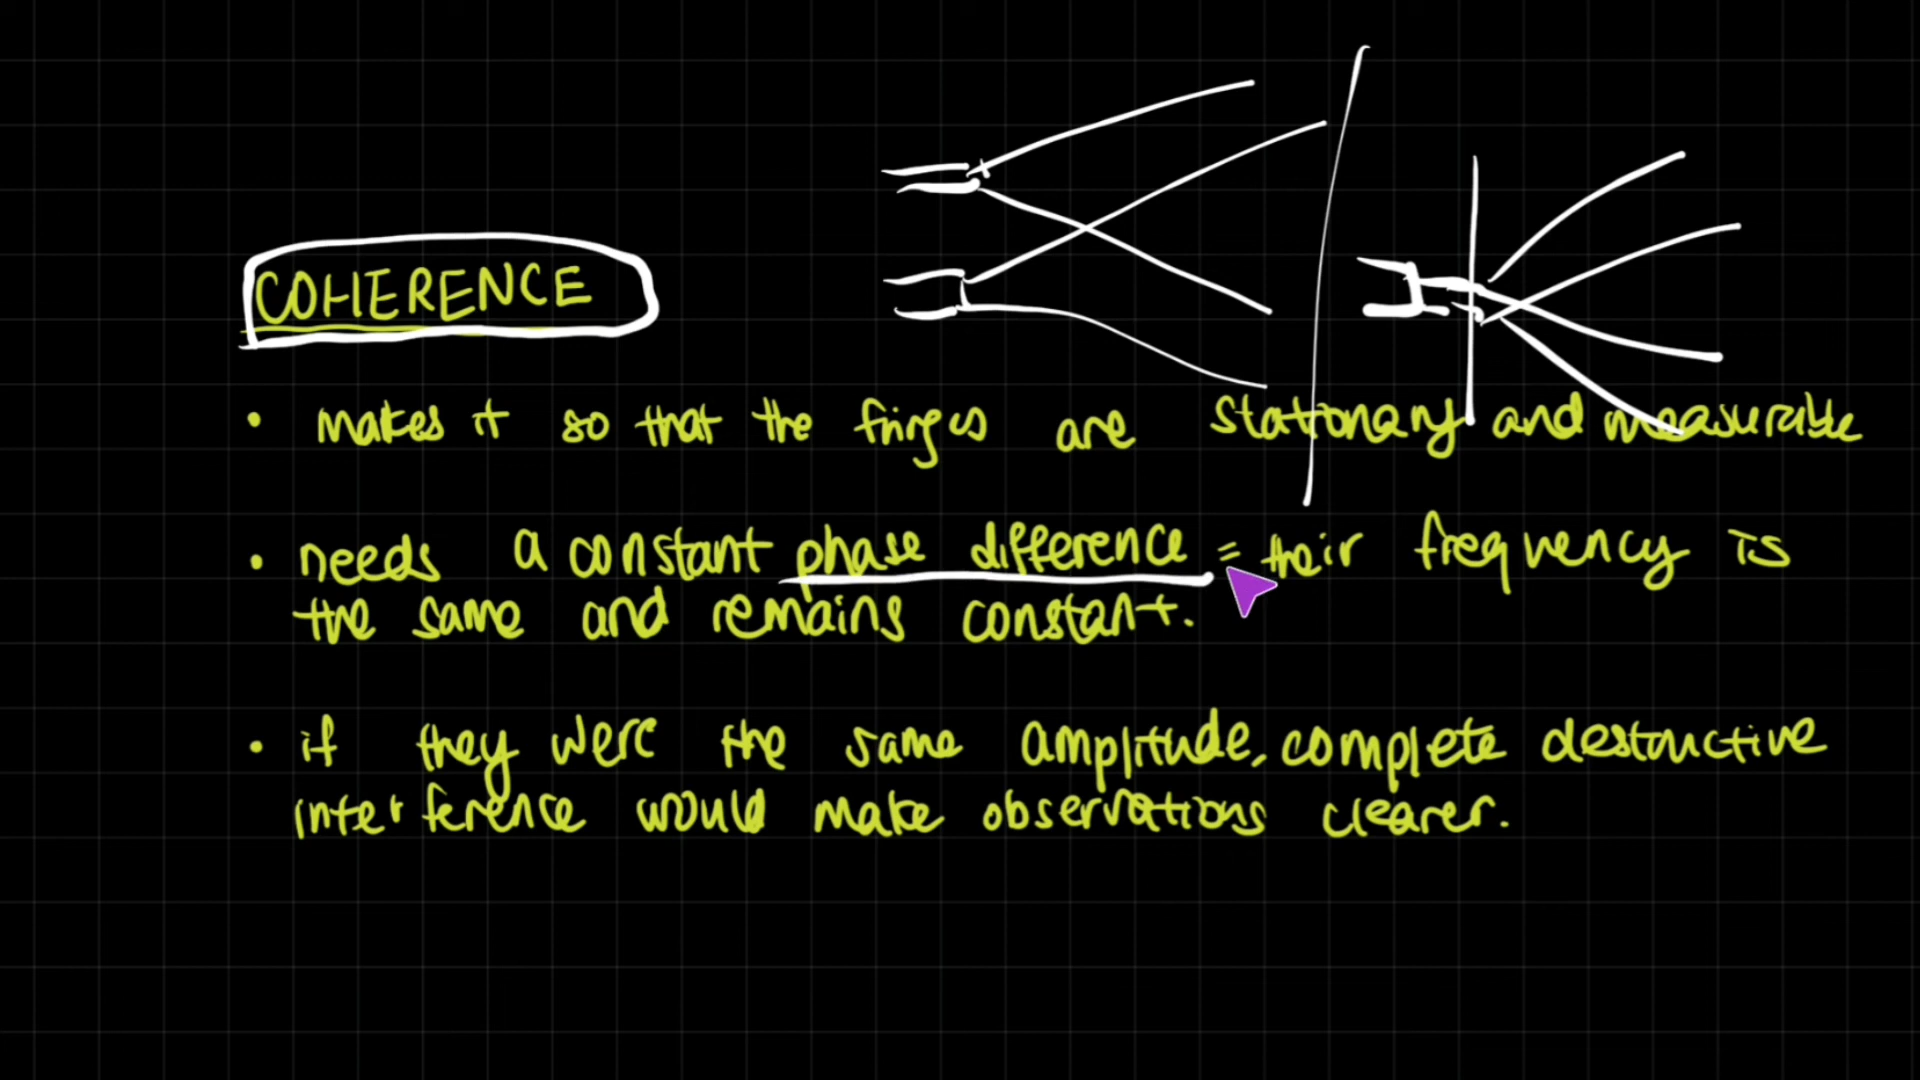 COHERENCE
• makes it so that the fringes are stationary and measurable
• needs a constant phase difference = their frequency is
the same and remains constant.
• if they were the same amplitude, complete destructive
interference would make observations clearer.